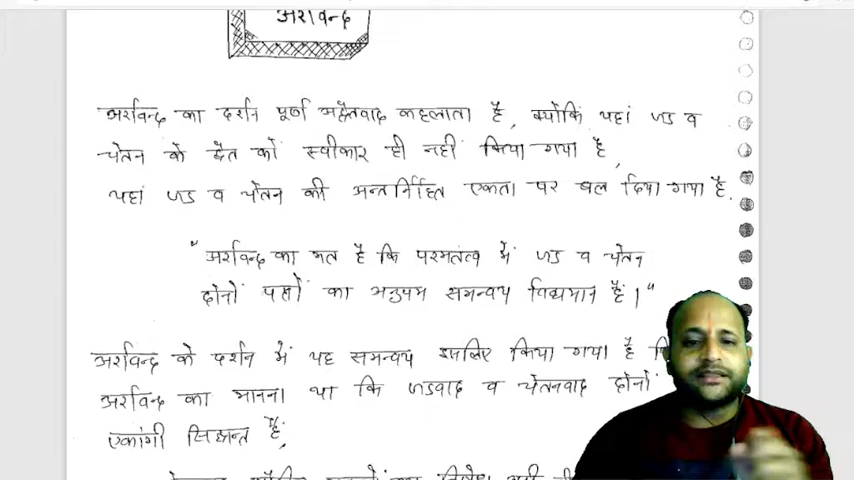 अरविन्द
अरविन्द का दर्शन पूर्ण अद्वैतवाद कहलाता है, क्योंकि यहां जड व
चेतन के द्वैत को स्वीकार ही नहीं किया गया है,
यहां जड व चेतन की अन्तर्निहित एकता पर बल दिया गया है.
"अरविन्द का मत है कि परमतत्व में जड व चेतन
दोनों पक्षों का अनुपम समन्वय विद्यमान है।"
अरविन्द के दर्शन में यह समन्वय इसलिए किया गया है
अरविन्द का मानना था कि जडवाद व चेतनवाद दोनों
एकांगी सिद्धान्त है,